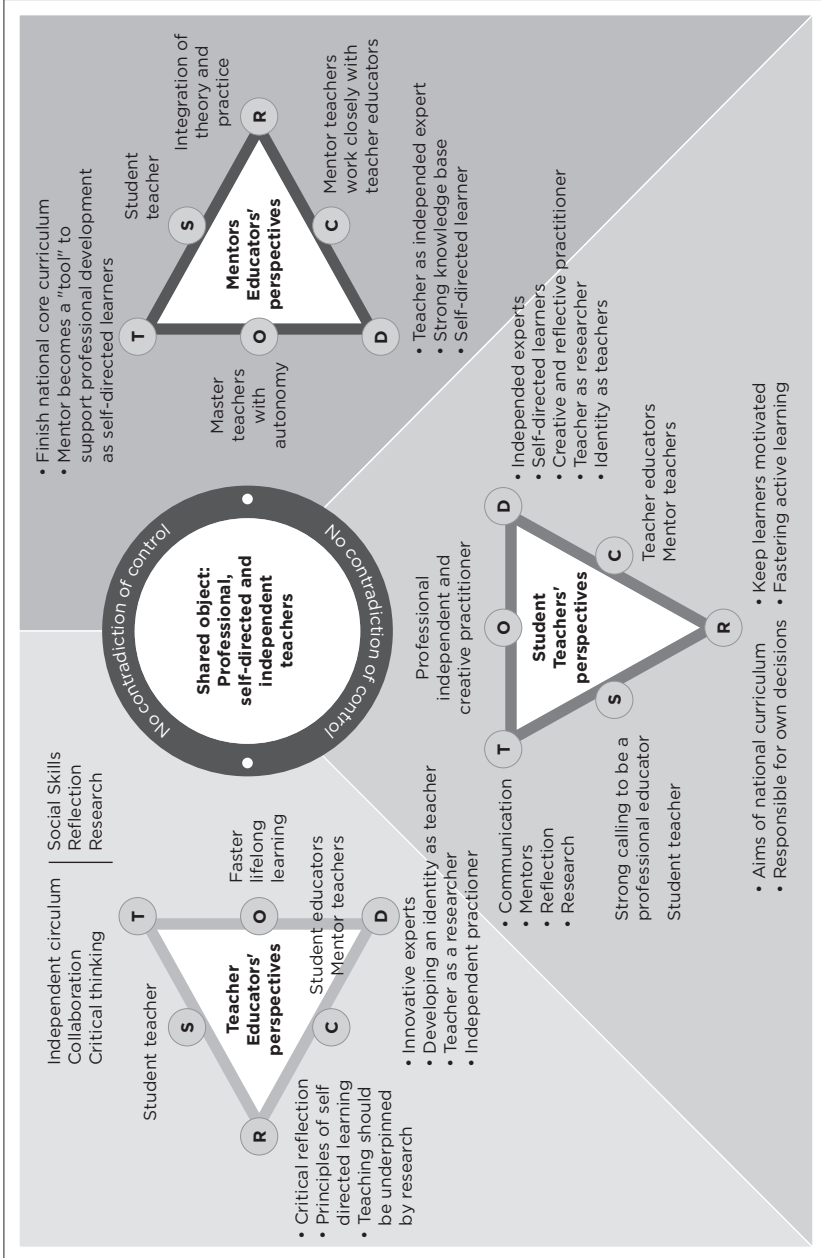 Independent circulum
Collaboration
Critical thinking
Social Skills
Reflection
Research
Student teacher
T
S
O
R
C
D
Teacher
Educators’
perspectives
Faster
lifelong
learning
Student educators
Mentor teachers
• Critical reflection
• Principles of self
directed learning
• Teaching should
be underpinned
by research
• Innovative experts
• Developing an identity as teacher
• Teacher as a researcher
• Independent practioner
No contradiction of control
Shared object:
Professional,
self-directed and
independent
teachers
No contradiction of control
• Finish national core curriculum
• Mentor becomes a ”tool” to
support professional development
as self-directed learners
Student
teacher
Integration of
theory and
practice
T
S
R
O
C
D
Mentors
Educators’
perspectives
Master
teachers
with
autonomy
Mentor teachers
work closely with
teacher educators
• Teacher as independent expert
• Strong knowledge base
• Self-directed learner
Professional
independent and
creative practitioner
T
O
D
S
C
R
Student
Teachers’
perspectives
• Communication
• Mentors
• Reflection
• Research
• Independent experts
• Self-directed learners
• Creative and reflective practitioner
• Teacher as researcher
• Identity as teachers
Strong calling to be a
professional educator
Student teacher
Teacher educators
Mentor teachers
• Aims of national curriculum
• Responsible for own decisions
• Keep learners motivated
• Fastering active learning